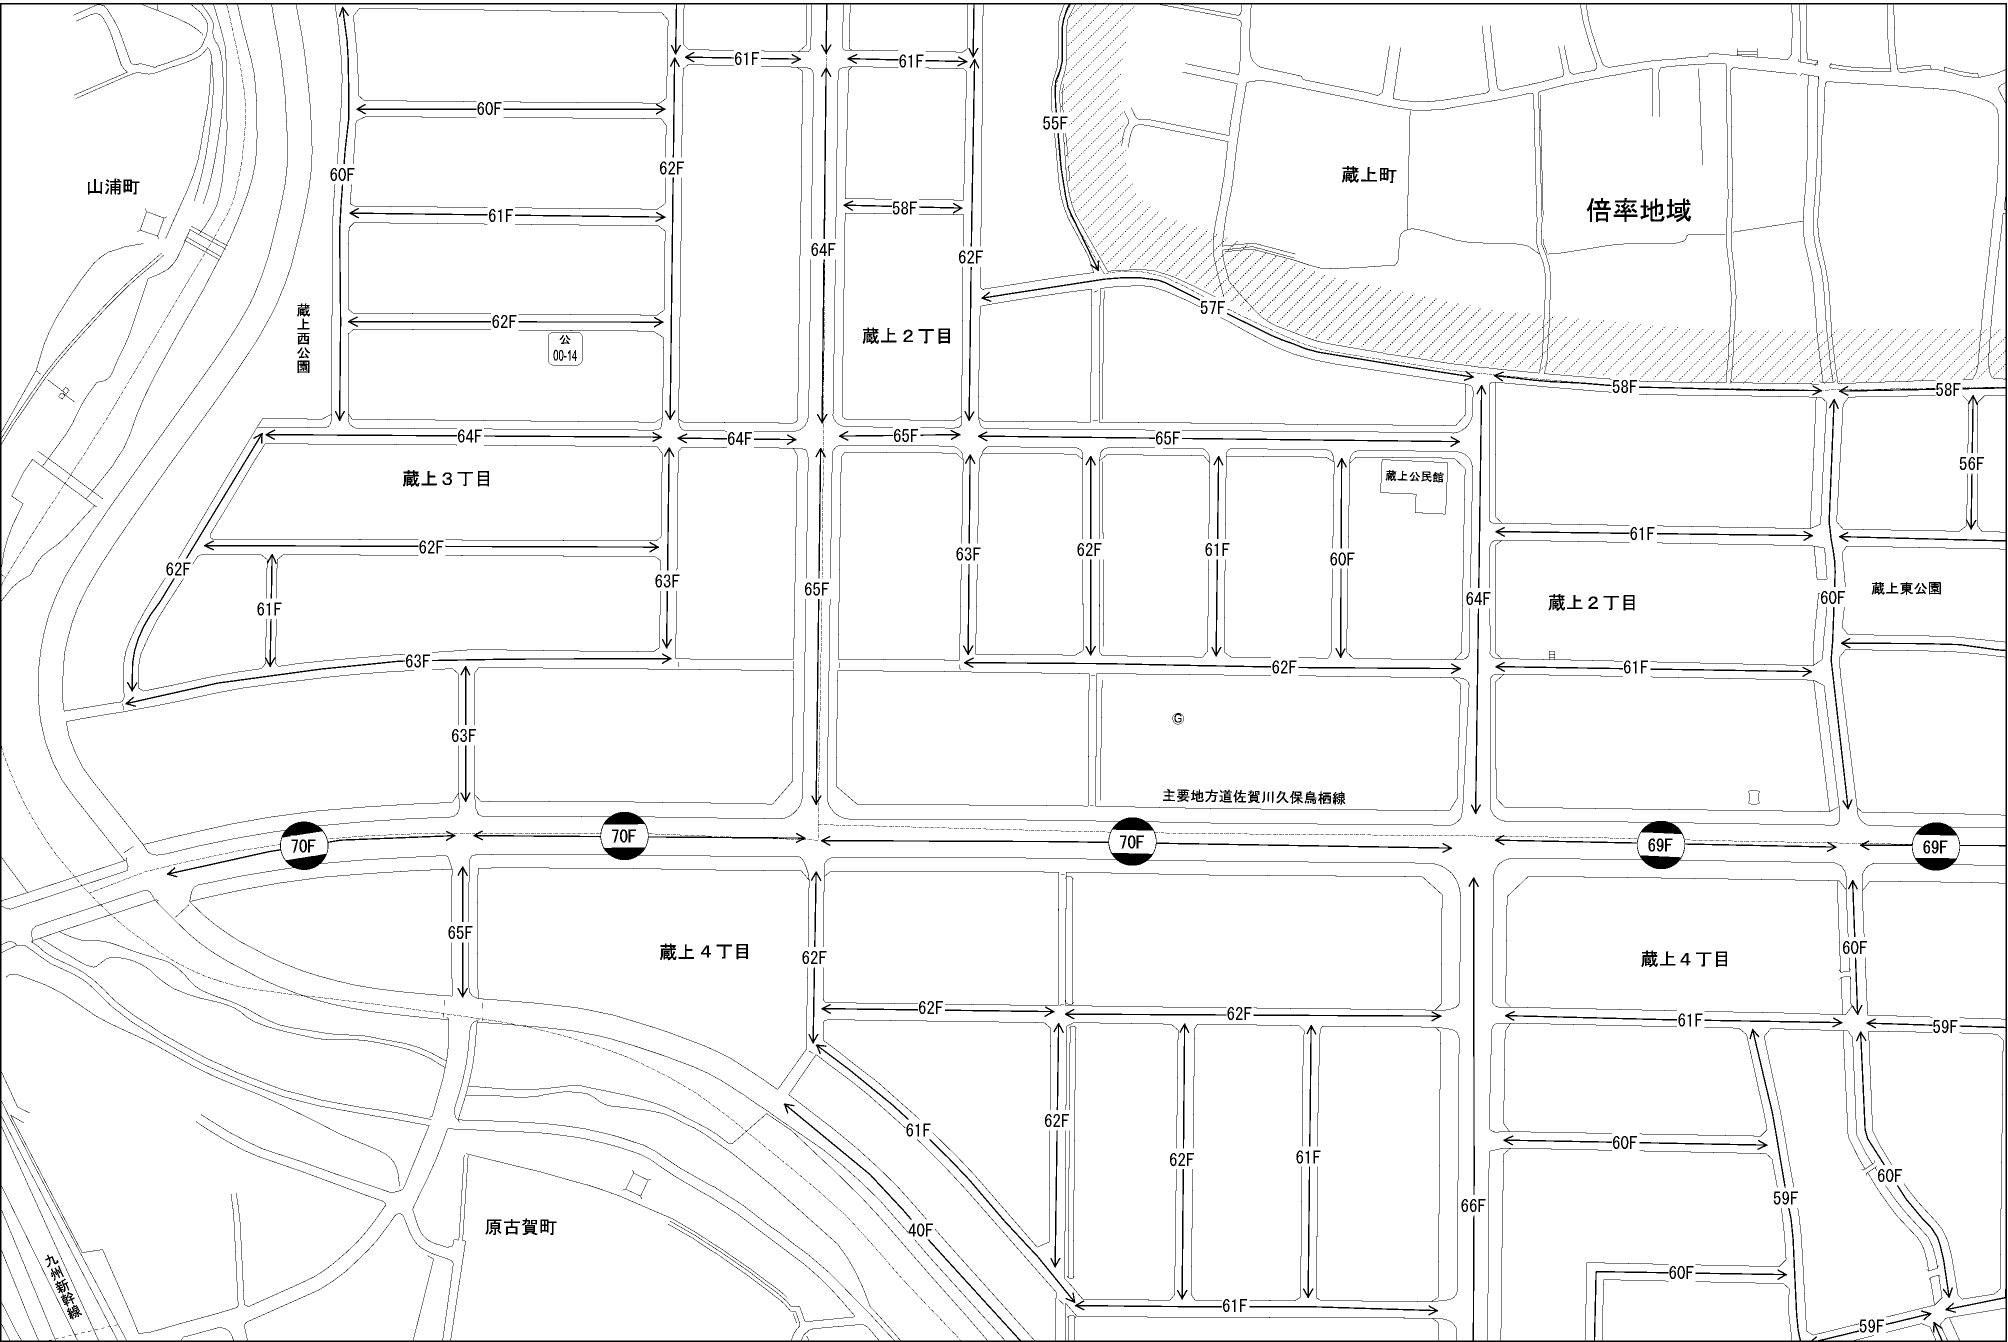 61F
61F
60F
55F
62F
60F
蔵上町
山浦町
58F
倍率地域
61F
64F
62F
57F
蔵上西公園
62F
公
00-14
蔵上２丁目
58F
58F
64F
64F
65F
65F
蔵上３丁目
蔵上公民館
56F
61F
62F
63F
62F
61F
60F
62F
63F
65F
蔵上東公園
61F
64F
蔵上２丁目
60F
63F
62F
61F
63F
G
主要地方道佐賀川久保鳥栖線
70F
70F
70F
69F
69F
65F
蔵上４丁目
62F
蔵上４丁目
60F
62F
62F
61F
59F
61F
62F
60F
62F
61F
60F
59F
66F
原古賀町
40F
九州新幹線
60F
61F
59F